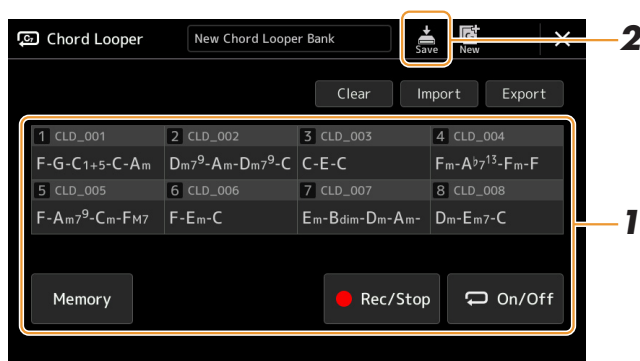 Chord Looper New Chord Looper Bank Save New × 2
Clear Import Export
1 CLD_001 2 CLD_002 3 CLD_003 4 CLD_004
F-G-C1+5-C-Am Dm7⁹-Am-Dm7⁹-C C-E-C Fm-A♭7¹³-Fm-F
5 CLD_005 6 CLD_006 7 CLD_007 8 CLD_008
F-Am7⁹-Cm-FM7 F-Em-C Em-Bdim-Dm-Am- Dm-Em7-C
1
Memory Rec/Stop On/Off